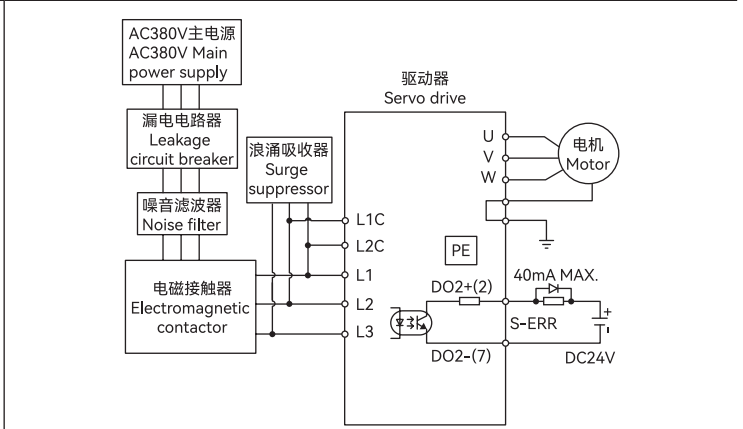 AC380V主电源
AC380V Main
power supply
漏电电路器
Leakage
circuit breaker
噪音滤波器
Noise filter
电磁接触器
Electromagnetic
contactor
浪涌吸收器
Surge
suppressor
驱动器
Servo drive
L1C
L2C
L1
L2
L3
U
V
W
电机
Motor
PE
DO2+(2)
DO2-(7)
40mA MAX.
S-ERR
+
-
DC24V